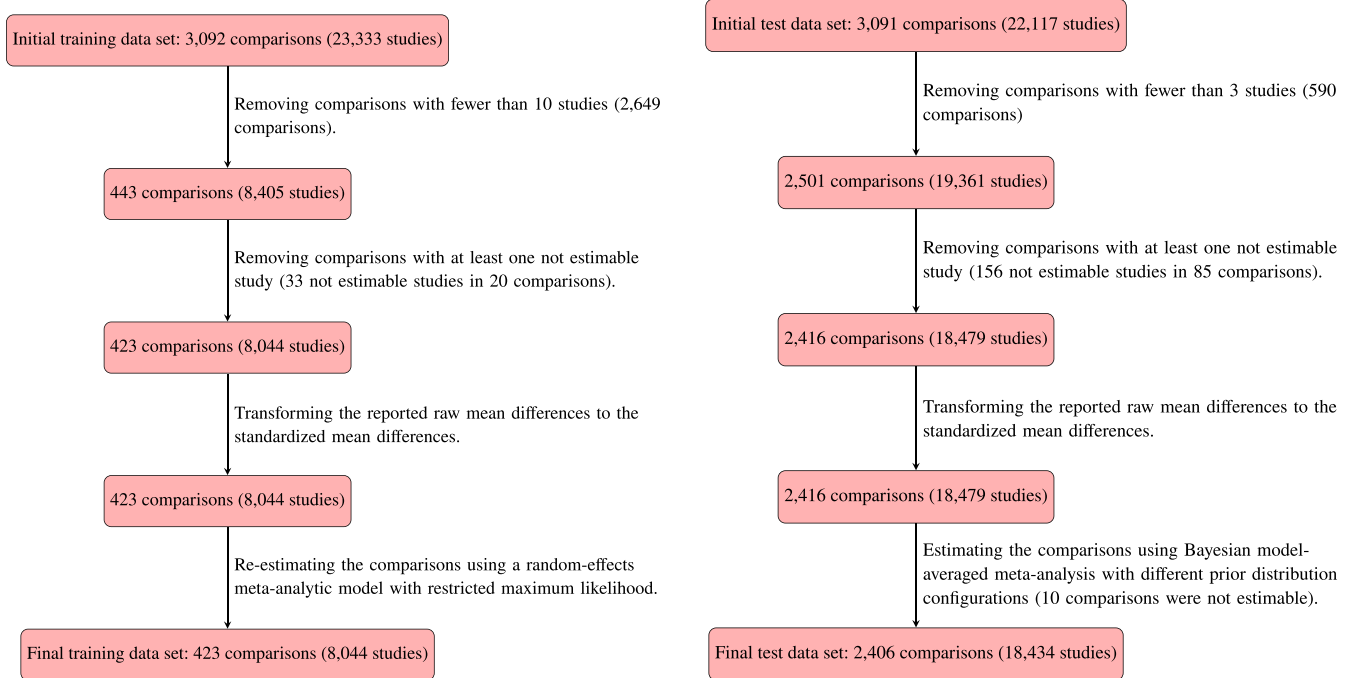 Initial training data set: 3,092 comparisons (23,333 studies)
Removing comparisons with fewer than 10 studies (2,649
comparisons).
443 comparisons (8,405 studies)
Removing comparisons with at least one not estimable
study (33 not estimable studies in 20 comparisons).
423 comparisons (8,044 studies)
Transforming the reported raw mean differences to the
standardized mean differences.
423 comparisons (8,044 studies)
Re-estimating the comparisons using a random-effects
meta-analytic model with restricted maximum likelihood.
Final training data set: 423 comparisons (8,044 studies)
Initial test data set: 3,091 comparisons (22,117 studies)
Removing comparisons with fewer than 3 studies (590
comparisons)
2,501 comparisons (19,361 studies)
Removing comparisons with at least one not estimable
study (156 not estimable studies in 85 comparisons).
2,416 comparisons (18,479 studies)
Transforming the reported raw mean differences to the
standardized mean differences.
2,416 comparisons (18,479 studies)
Estimating the comparisons using Bayesian model-
averaged meta-analysis with different prior distribution
configurations (10 comparisons were not estimable).
Final test data set: 2,406 comparisons (18,434 studies)